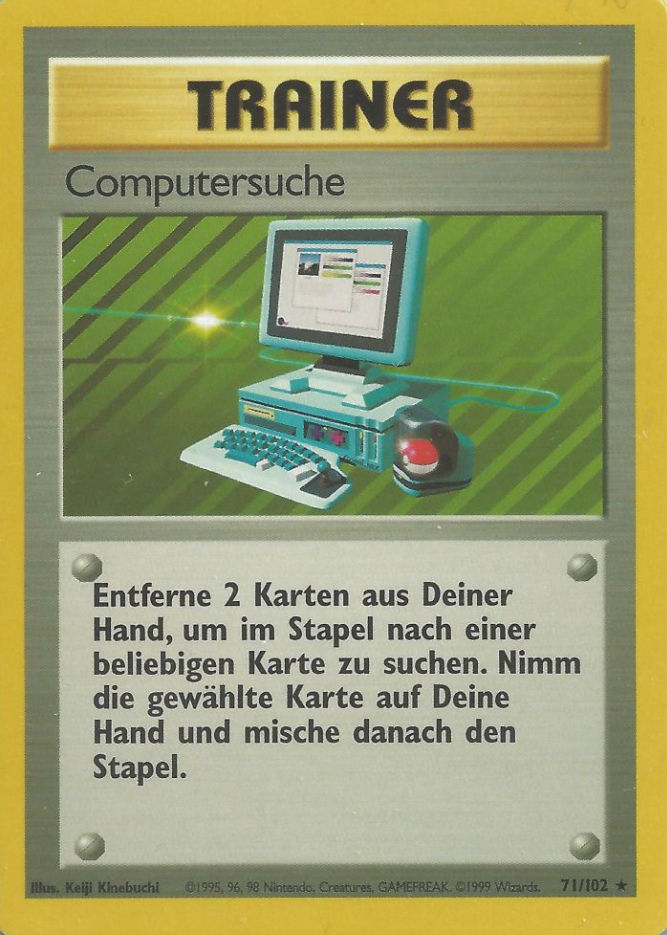 TRAINER
Computersuche
Entferne 2 Karten aus Deiner
Hand, um im Stapel nach einer
beliebigen Karte zu suchen. Nimm
die gewählte Karte auf Deine
Hand und mische danach den
Stapel.
Illus. Keiji Kinebuchi ©1995, 96, 98 Nintendo, Creatures, GAMEFREAK. ©1999 Wizards. 71/102 ★